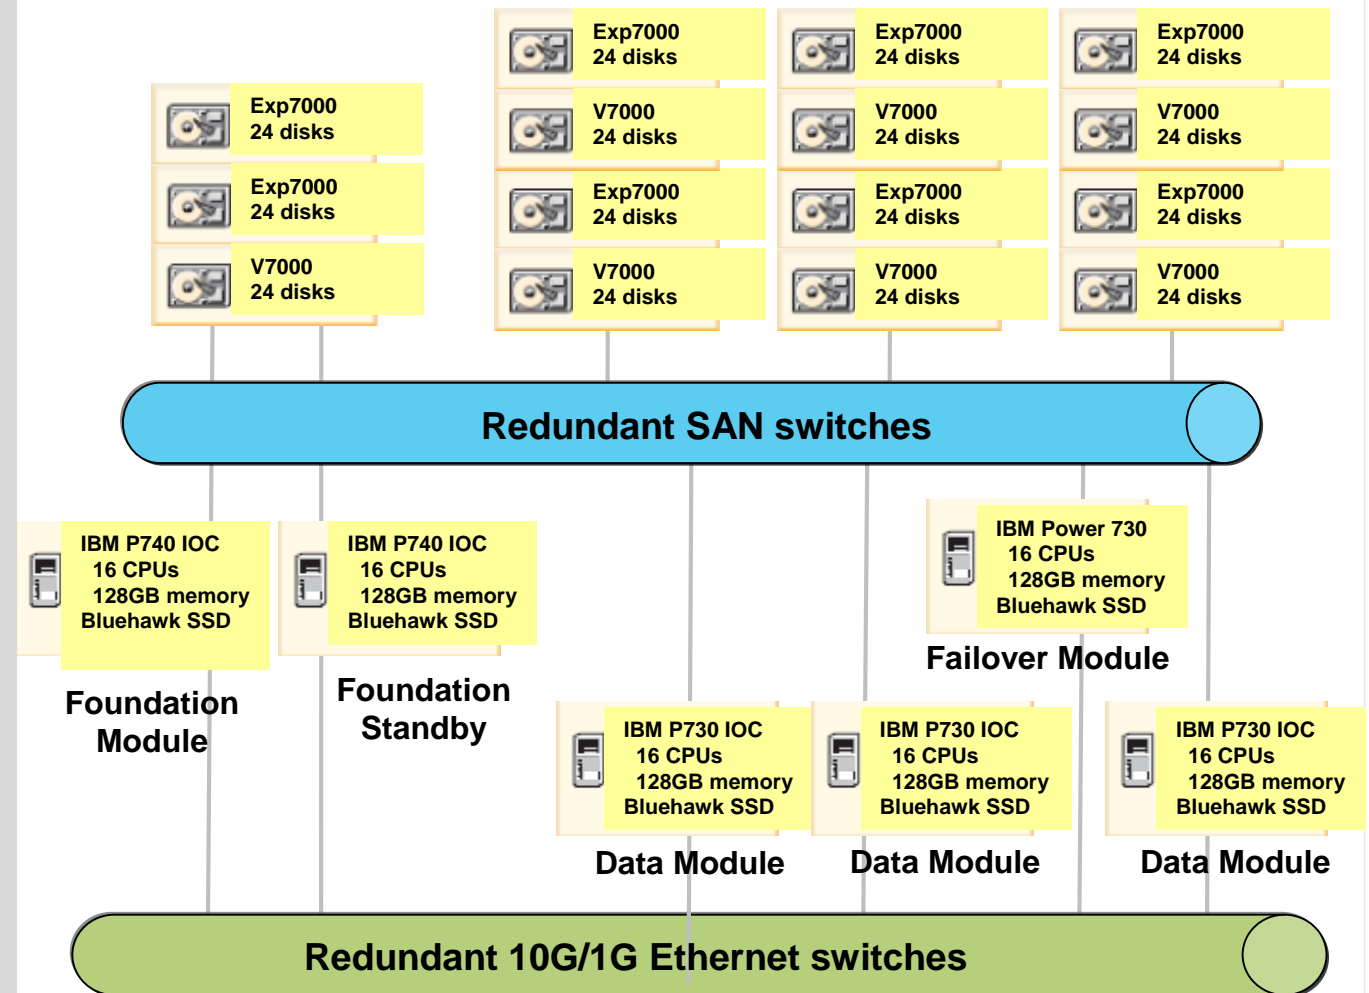 Exp7000
24 disks
Exp7000
24 disks
V7000
24 disks
Exp7000
24 disks
V7000
24 disks
Exp7000
24 disks
V7000
24 disks
Exp7000
24 disks
V7000
24 disks
Exp7000
24 disks
V7000
24 disks
Exp7000
24 disks
V7000
24 disks
Exp7000
24 disks
V7000
24 disks
Redundant SAN switches
IBM P740 IOC
16 CPUs
128GB memory
Bluehawk SSD
Foundation
Module
IBM P740 IOC
16 CPUs
128GB memory
Bluehawk SSD
Foundation
Standby
IBM Power 730
16 CPUs
128GB memory
Bluehawk SSD
Failover Module
IBM P730 IOC
16 CPUs
128GB memory
Bluehawk SSD
Data Module
IBM P730 IOC
16 CPUs
128GB memory
Bluehawk SSD
Data Module
IBM P730 IOC
16 CPUs
128GB memory
Bluehawk SSD
Data Module
Redundant 10G/1G Ethernet switches